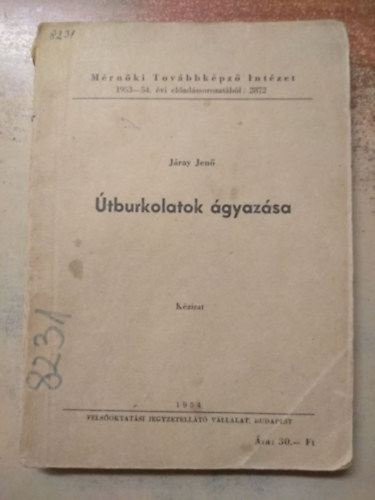 8231
Mérnöki Továbbképző Intézet
1953—54. évi előadássorozatából: 2872
Járay Jenő
Útburkolatok ágyazása
Kézirat
8231
1954
FELSŐOKTATÁSI JEGYZETELLÁTÓ VÁLLALAT, BUDAPEST
Ára: 30.— Ft